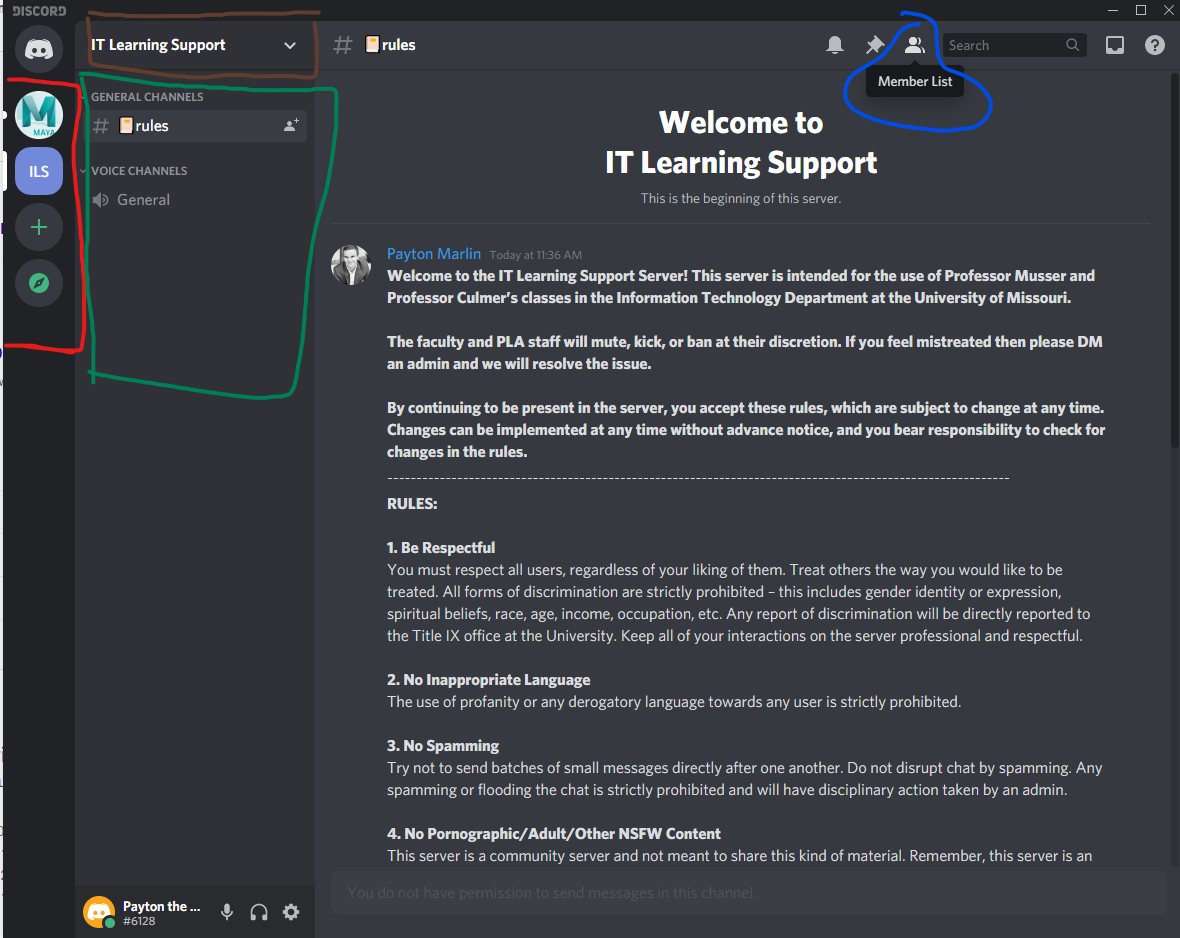 DISCORD
IT Learning Support
# rules
Search
Member List
MAYA
ILS
GENERAL CHANNELS
# rules
VOICE CHANNELS
General
Welcome to
IT Learning Support
This is the beginning of this server.
Payton Marlin Today at 11:36 AM
Welcome to the IT Learning Support Server! This server is intended for the use of Professor Musser and
Professor Culmer's classes in the Information Technology Department at the University of Missouri.
The faculty and PLA staff will mute, kick, or ban at their discretion. If you feel mistreated then please DM
an admin and we will resolve the issue.
By continuing to be present in the server, you accept these rules, which are subject to change at any time.
Changes can be implemented at any time without advance notice, and you bear responsibility to check for
changes in the rules.
-----------------------------------------------------------------------------------------------------------
RULES:
1. Be Respectful
You must respect all users, regardless of your liking of them. Treat others the way you would like to be
treated. All forms of discrimination are strictly prohibited – this includes gender identity or expression,
spiritual beliefs, race, age, income, occupation, etc. Any report of discrimination will be directly reported to
the Title IX office at the University. Keep all of your interactions on the server professional and respectful.
2. No Inappropriate Language
The use of profanity or any derogatory language towards any user is strictly prohibited.
3. No Spamming
Try not to send batches of small messages directly after one another. Do not disrupt chat by spamming. Any
spamming or flooding the chat is strictly prohibited and will have disciplinary action taken by an admin.
4. No Pornographic/Adult/Other NSFW Content
This server is a community server and not meant to share this kind of material. Remember, this server is an
You do not have permission to send messages in this channel.
Payton the ...
#6128